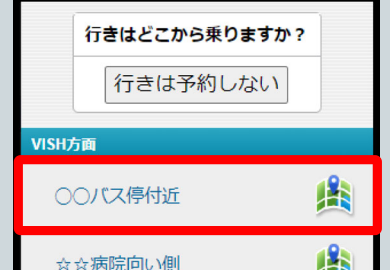 行きはどこから乗りますか？
行きは予約しない
VISH方面
○○バス停付近
☆☆病院向い側